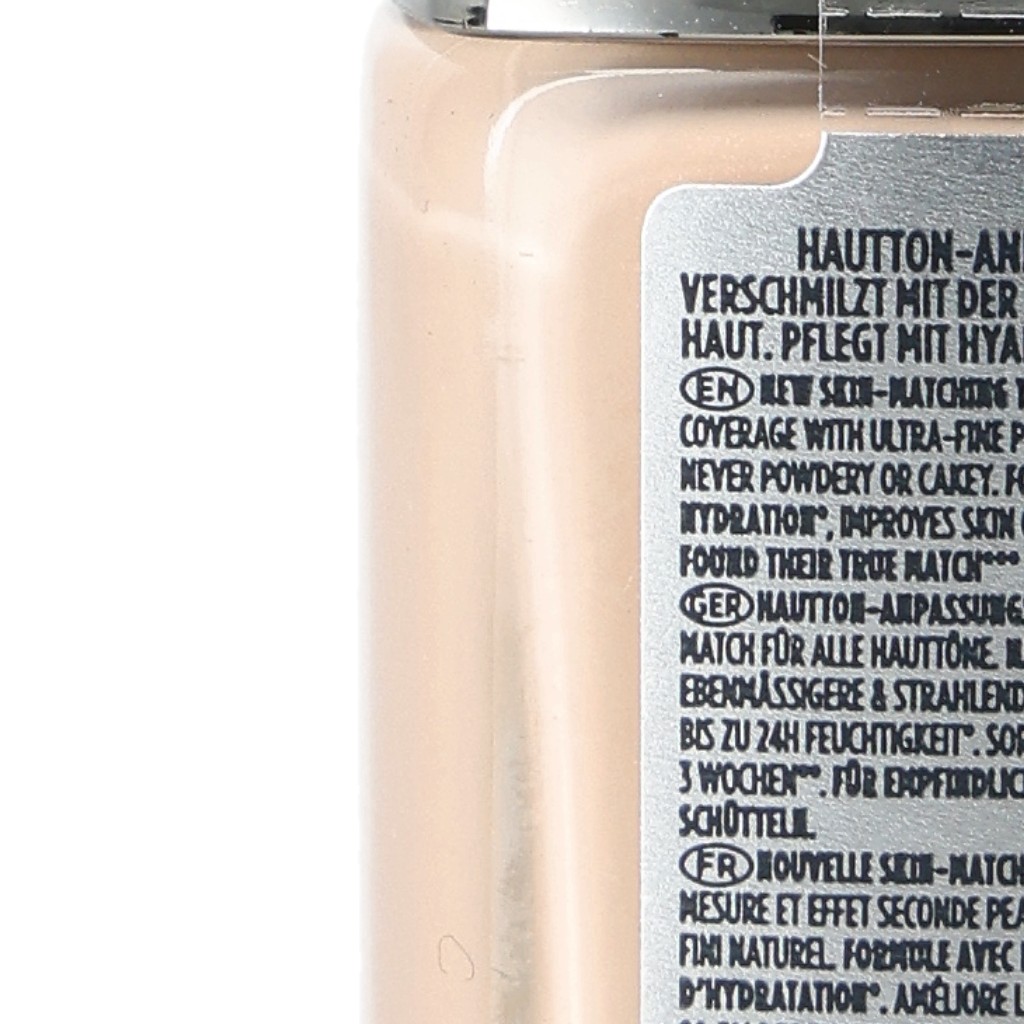 HAUTTON-AN
VERSCHMILZT MIT DER
HAUT. PFLEGT MIT HYA
EN NEW SKIN-MATCHING
COVERAGE WITH ULTRA-FINE P
NEVER POWDERY OR CAKEY. FO
HYDRATION*, IMPROVES SKIN
FOUND THEIR TRUE MATCH***
GER HAUTTON-ANPASSUNGS
MATCH FÜR ALLE HAUTTÖNE.
EBENMÄSSIGERE & STRAHLEND
BIS ZU 24H FEUCHTIGKEIT*. SOF
3 WOCHEN**. FÜR EMPFINDLIC
SCHÜTTELN.
FR NOUVELLE SKIN-MATCH
MESURE ET EFFET SECONDE PEA
FINI NATUREL. FORMULE AVEC
D'HYDRATATION*. AMÉLIORE L